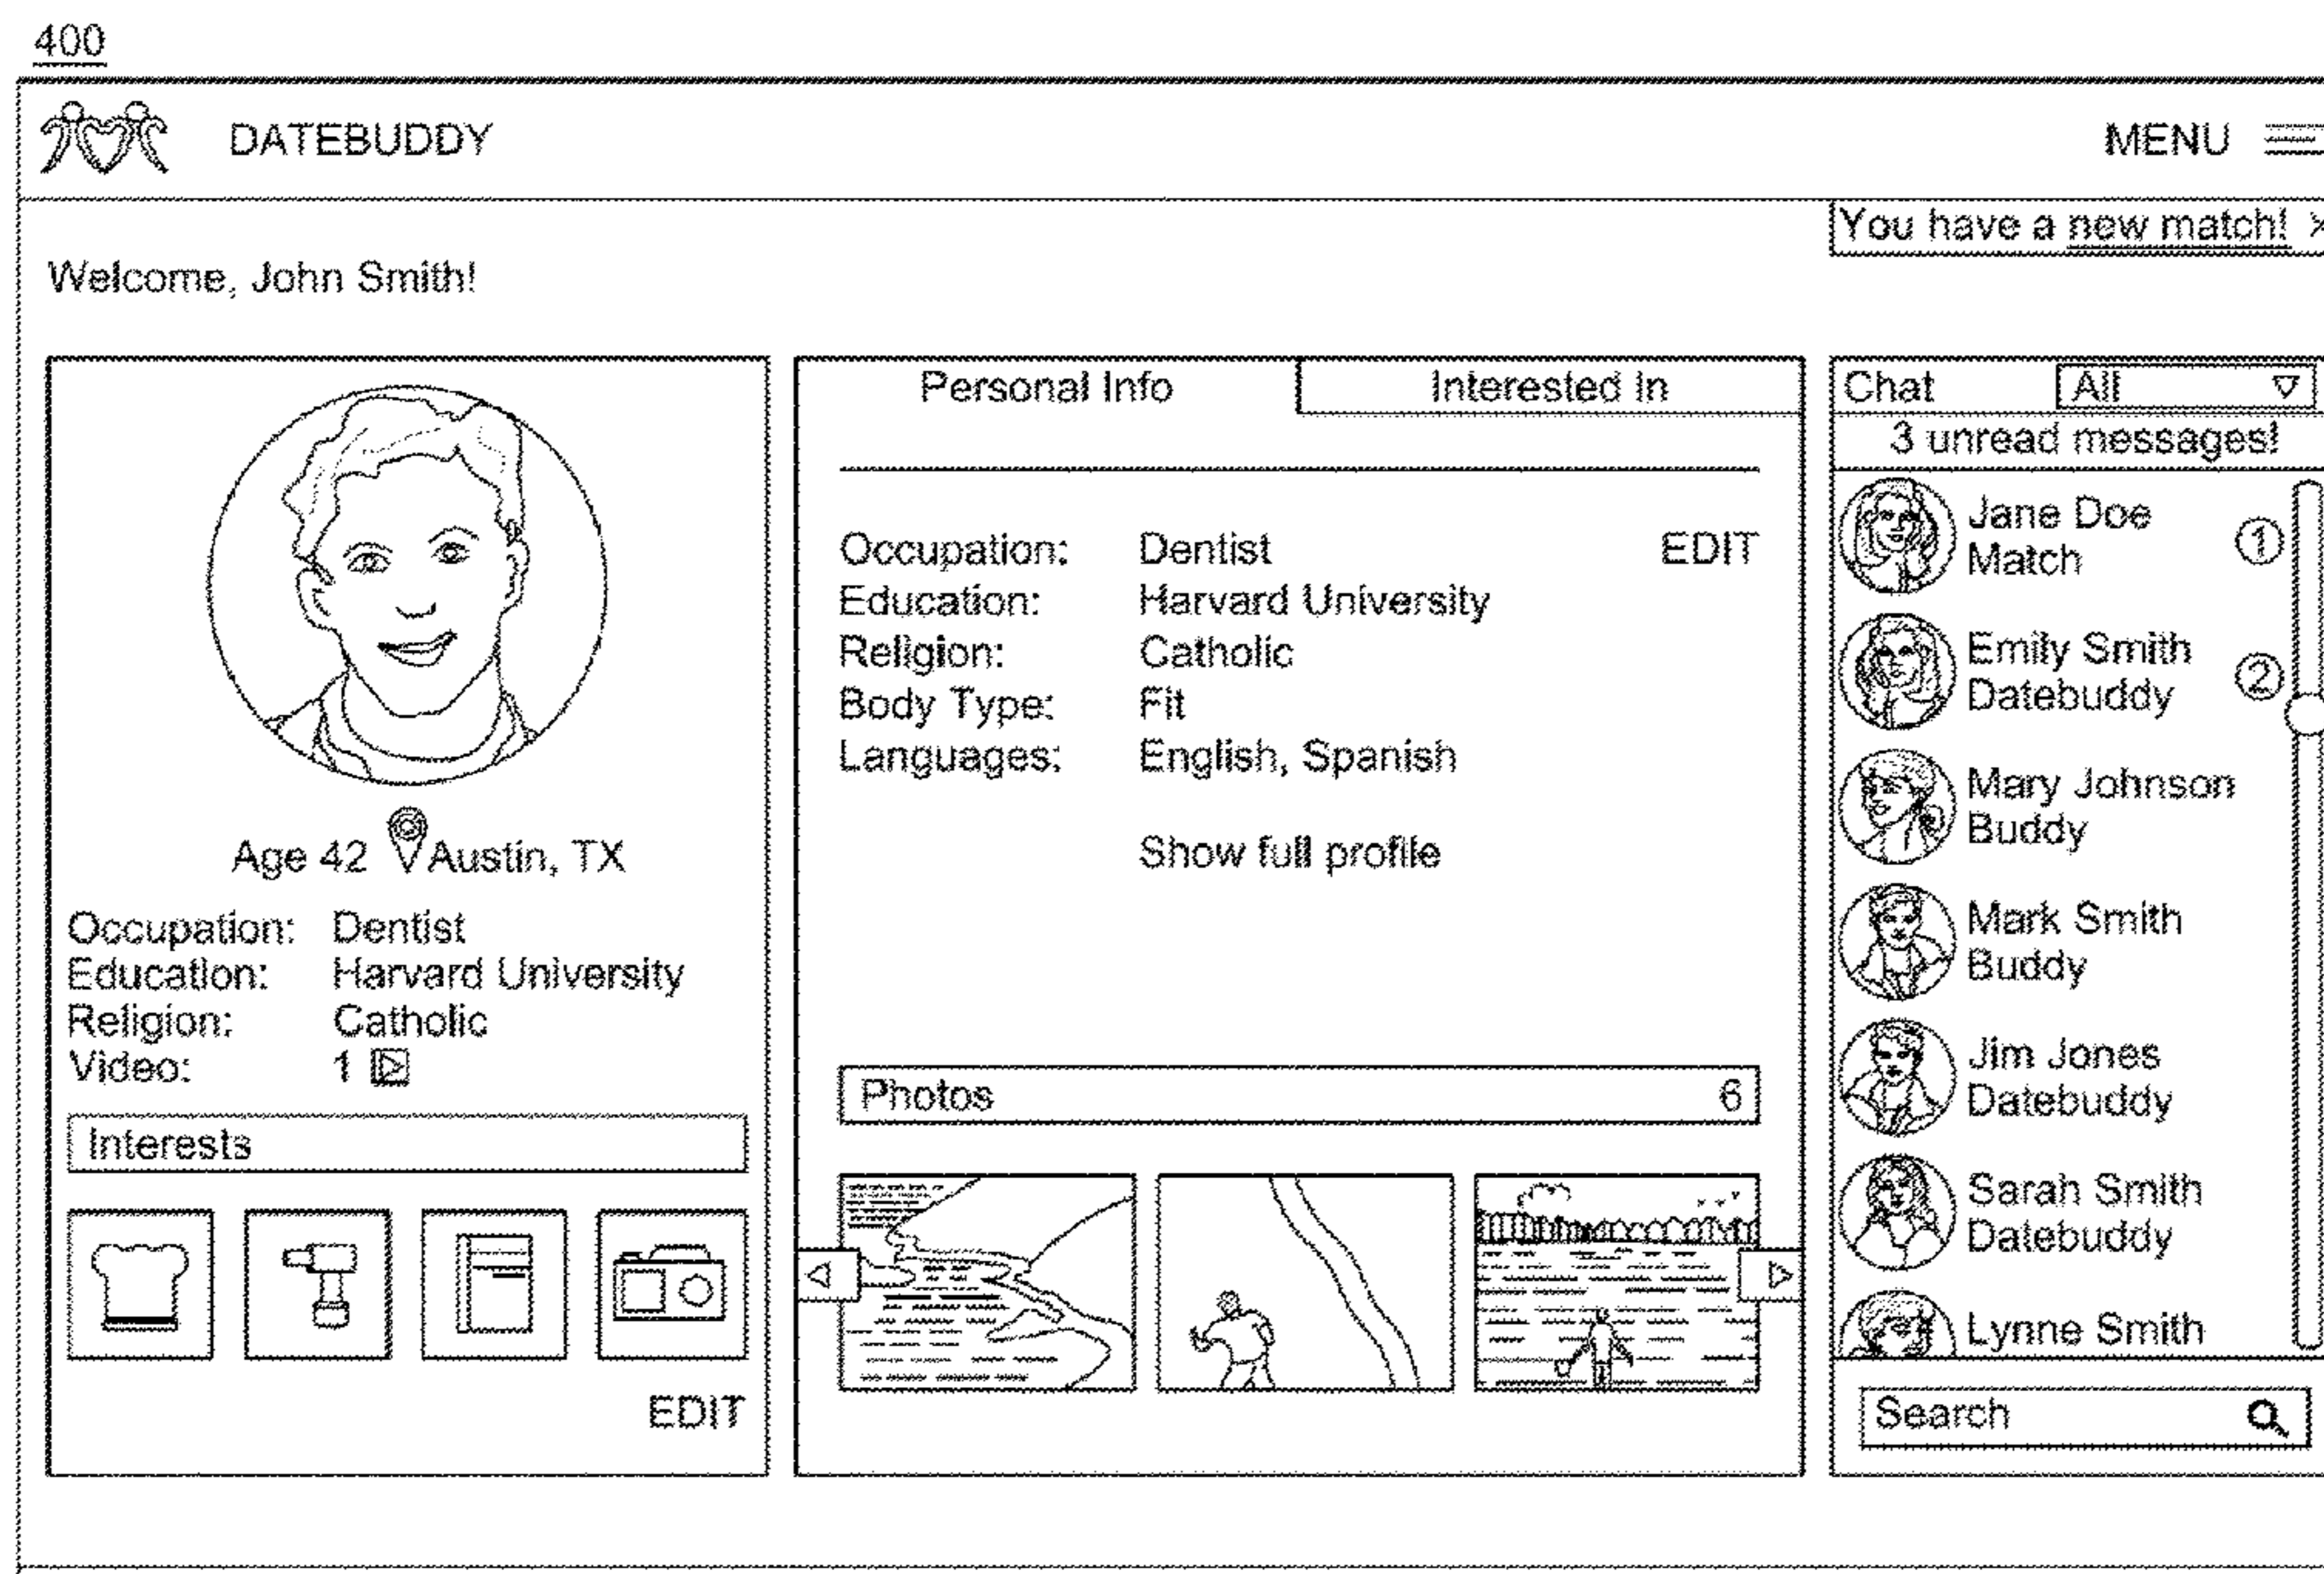 400
DATEBUDDY
MENU
You have a new match! ×
Welcome, John Smith!
Age 42 Austin, TX
Occupation: Dentist
Education: Harvard University
Religion: Catholic
Video: 1
Interests
EDIT
Personal Info
Interested In
Occupation: Dentist EDIT
Education: Harvard University
Religion: Catholic
Body Type: Fit
Languages: English, Spanish
Show full profile
Photos 6
Chat All
3 unread messages!
Jane Doe
Match
1
Emily Smith
Datebuddy
2
Mary Johnson
Buddy
Mark Smith
Buddy
Jim Jones
Datebuddy
Sarah Smith
Datebuddy
Lynne Smith
Search